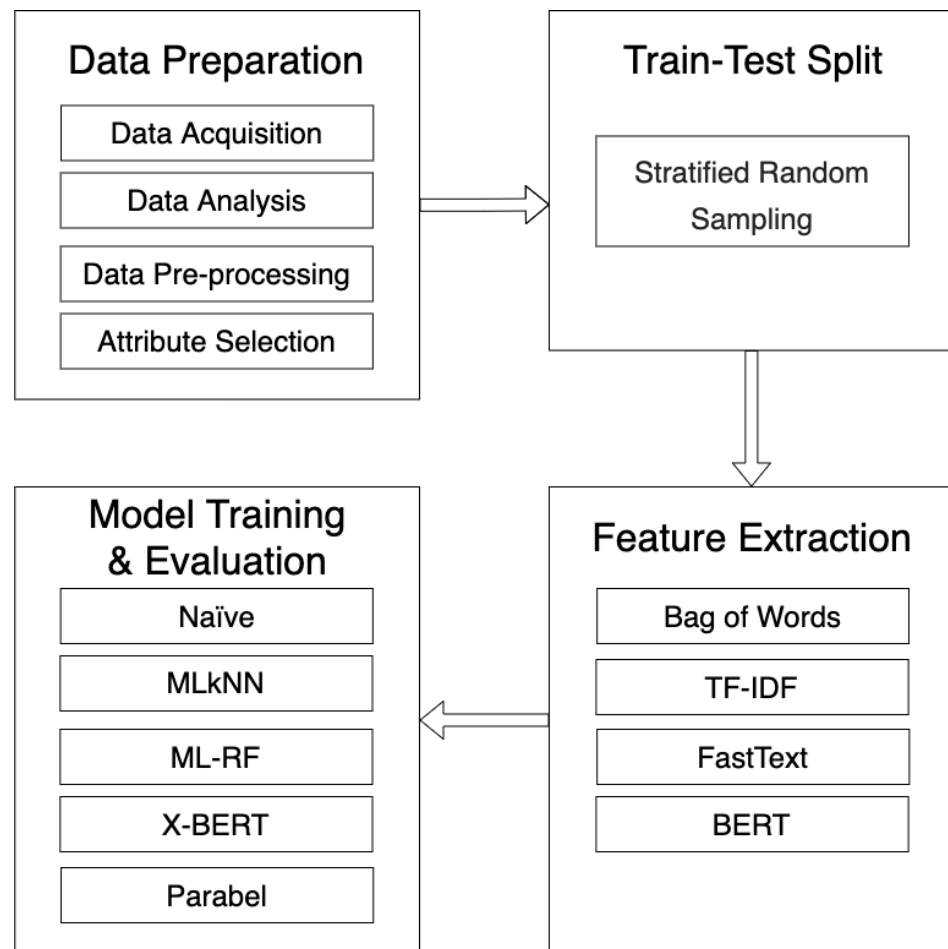 Data Preparation
Data Acquisition
Data Analysis
Data Pre-processing
Attribute Selection
Train-Test Split
Stratified Random
Sampling
Feature Extraction
Bag of Words
TF-IDF
FastText
BERT
Model Training
& Evaluation
Naïve
MLkNN
ML-RF
X-BERT
Parabel